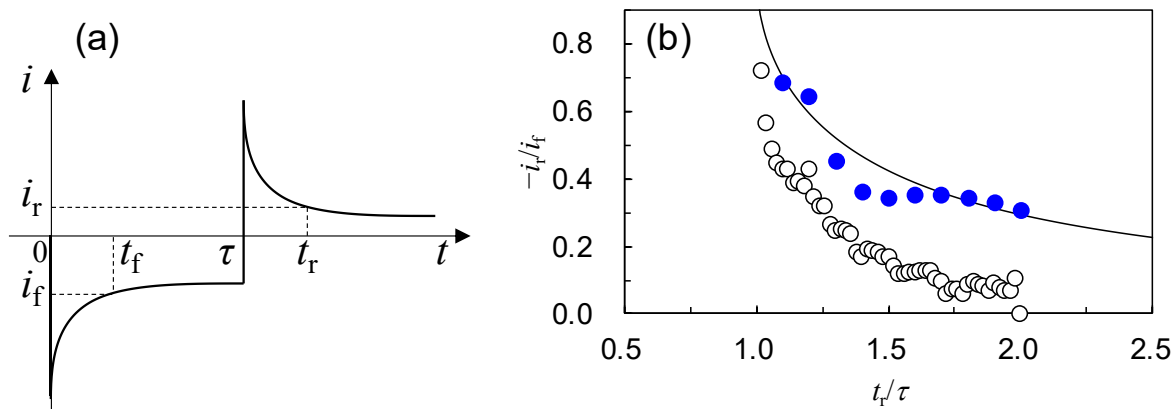 (a)
i
i_r
0
t_f
τ
t_r
t
i_f
(b)
0.8
0.6
0.4
0.2
0.0
−i_r/i_f
0.5
1.0
1.5
2.0
2.5
t_r/τ